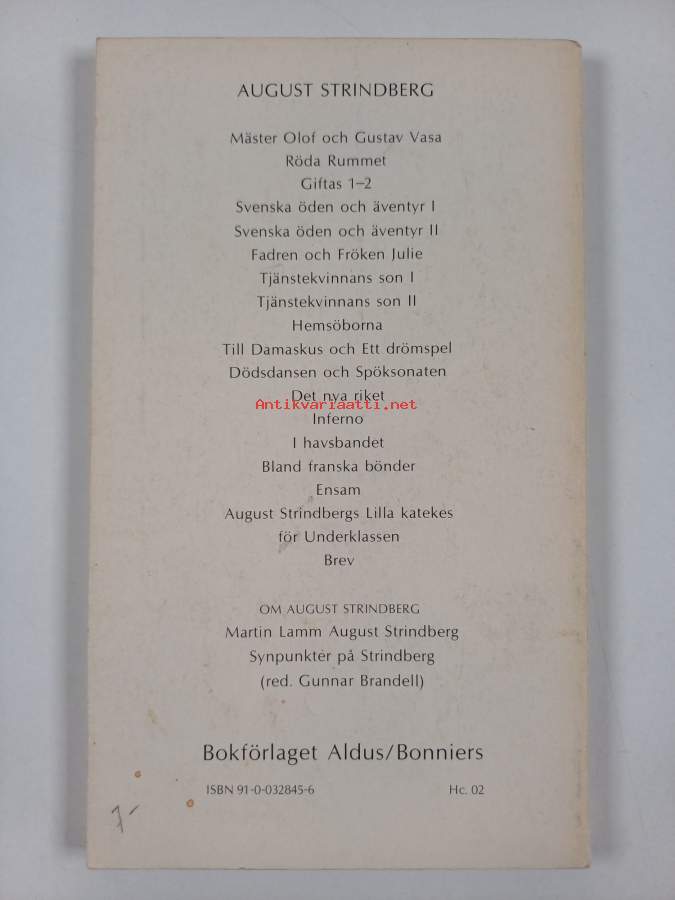 AUGUST STRINDBERG
Mäster Olof och Gustav Vasa
Röda Rummet
Giftas 1–2
Svenska öden och äventyr I
Svenska öden och äventyr II
Fadren och Fröken Julie
Tjänstekvinnans son I
Tjänstekvinnans son II
Hemsöborna
Till Damaskus och Ett drömspel
Dödsdansen och Spöksonaten
Det nya riket
Antikvariaatti.net
Inferno
I havsbandet
Bland franska bönder
Ensam
August Strindbergs Lilla katekes
för Underklassen
Brev
OM AUGUST STRINDBERG
Martin Lamm August Strindberg
Synpunkter på Strindberg
(red. Gunnar Brandell)
Bokförlaget Aldus/Bonniers
ISBN 91-0-032845-6 Hc. 02
7-